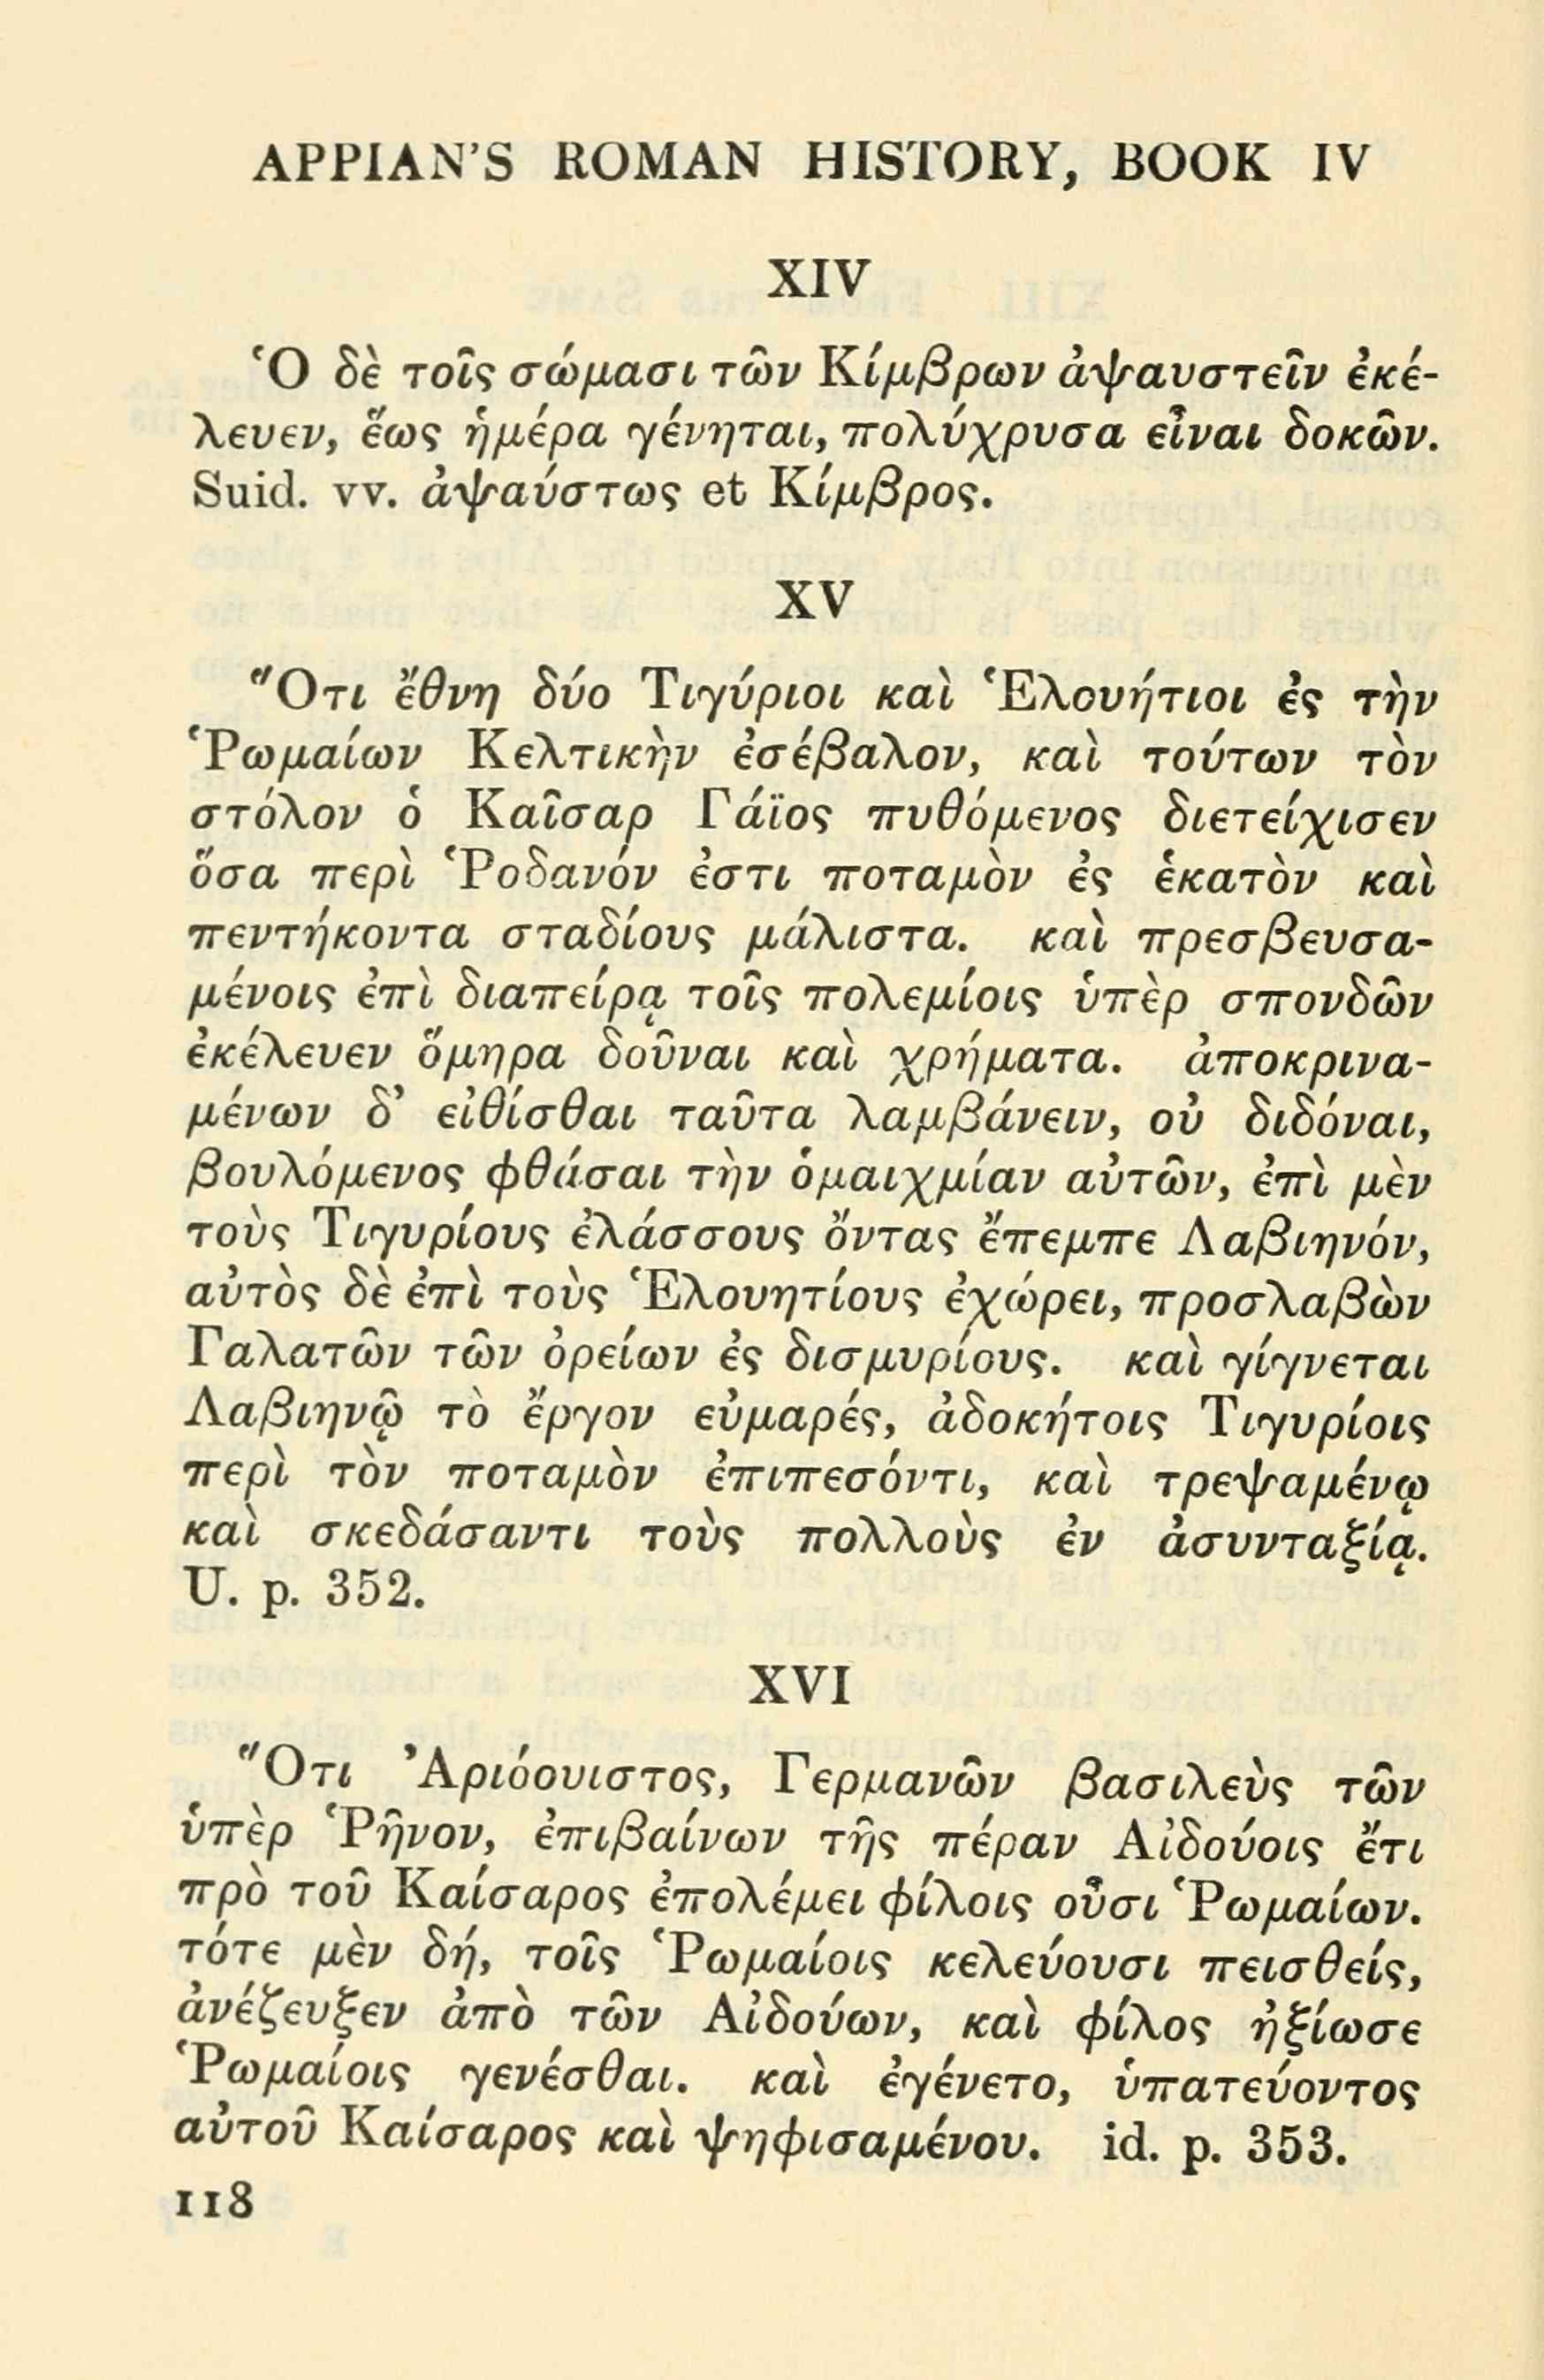 APPIAN'S ROMAN HISTORY, BOOK IV
XIV
Ὁ δὲ τοῖς σώμασι τῶν Κίμβρων ἀψαυστεῖν ἐκέ-
λευεν, ἕως ἡμέρα γένηται, πολύχρυσα εἶναι δοκῶν.
Suid. vv. ἀψαύστως et Κίμβρος.
XV
Ὅτι ἔθνη δύο Τιγύριοι καὶ Ἑλουήτιοι ἐς τὴν
Ῥωμαίων Κελτικὴν ἐσέβαλον, καὶ τούτων τὸν
στόλον ὁ Καῖσαρ Γάϊος πυθόμενος διετείχισεν
ὅσα περὶ Ῥοδανόν ἐστι ποταμὸν ἐς ἑκατὸν καὶ
πεντήκοντα σταδίους μάλιστα. καὶ πρεσβευσα-
μένοις ἐπὶ διαπείρᾳ τοῖς πολεμίοις ὑπὲρ σπονδῶν
ἐκέλευεν ὅμηρα δοῦναι καὶ χρήματα. ἀποκρινα-
μένων δ' εἰθίσθαι ταῦτα λαμβάνειν, οὐ διδόναι,
βουλόμενος φθάσαι τὴν ὁμαιχμίαν αὐτῶν, ἐπὶ μὲν
τοὺς Τιγυρίους ἐλάσσους ὄντας ἔπεμπε Λαβιηνόν,
αὐτὸς δὲ ἐπὶ τοὺς Ἑλουητίους ἐχώρει, προσλαβὼν
Γαλατῶν τῶν ὀρείων ἐς δισμυρίους. καὶ γίγνεται
Λαβιηνῷ τὸ ἔργον εὐμαρές, ἀδοκήτοις Τιγυρίοις
περὶ τὸν ποταμὸν ἐπιπεσόντι, καὶ τρεψαμένῳ
καὶ σκεδάσαντι τοὺς πολλοὺς ἐν ἀσυνταξίᾳ.
U. p. 352.
XVI
Ὅτι Ἀριόουιστος, Γερμανῶν βασιλεὺς τῶν
ὑπὲρ Ῥῆνον, ἐπιβαίνων τῆς πέραν Αἰδούοις ἔτι
πρὸ τοῦ Καίσαρος ἐπολέμει φίλοις οὖσι Ῥωμαίων.
τότε μὲν δή, τοῖς Ῥωμαίοις κελεύουσι πεισθείς,
ἀνέζευξεν ἀπὸ τῶν Αἰδούων, καὶ φίλος ἠξίωσε
Ῥωμαίοις γενέσθαι. καὶ ἐγένετο, ὑπατεύοντος
αὐτοῦ Καίσαρος καὶ ψηφισαμένου. id. p. 353.
118